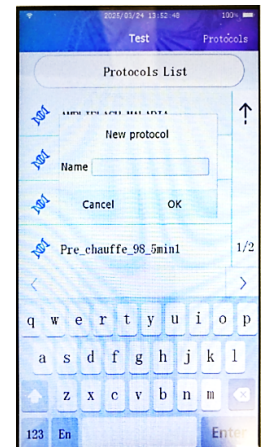 2025/03/24 13:52:48 100%
Test Protocols
Protocols List
New protocol
Name
Cancel OK
Pre_chauffe_98_5min1 1/2
< >
q w e r t y u i o p
a s d f g h j k l
z x c v b n m
123 En Enter